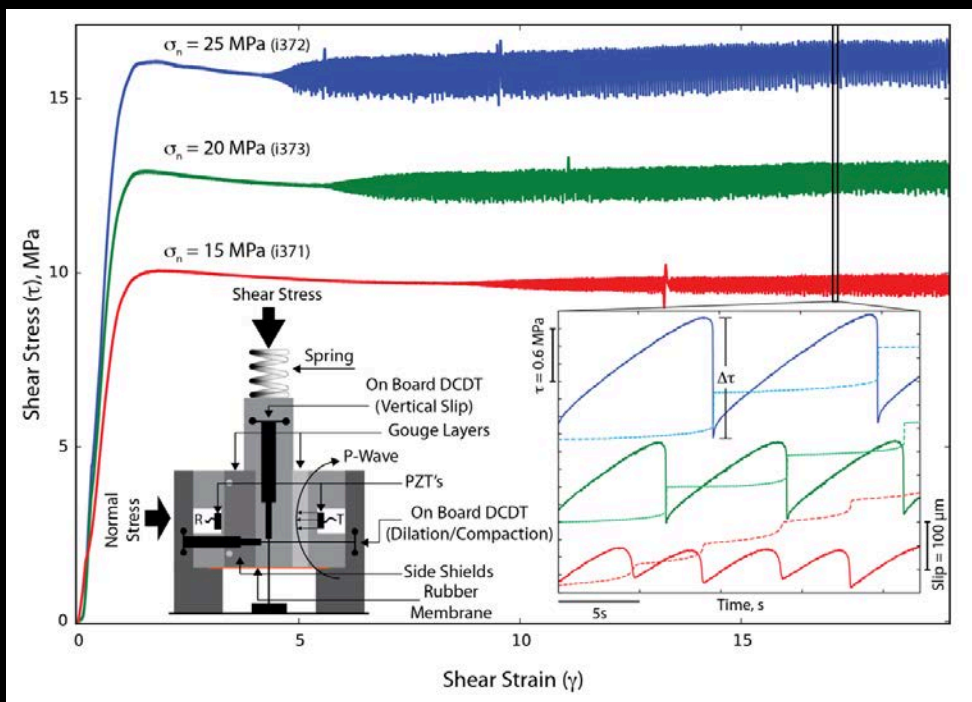 σn = 25 MPa (i372)
15
σn = 20 MPa (i373)
σn = 15 MPa (i371)
10
Shear Stress (τ), MPa
5
0
Shear Stress
Spring
On Board DCDT
(Vertical Slip)
Gouge Layers
P-Wave
PZT's
Normal
Stress
R
T
On Board DCDT
(Dilation/Compaction)
Side Shields
Rubber
Membrane
τ = 0.6 MPa
Δτ
Slip = 100 μm
5s
Time, s
0
5
10
15
Shear Strain (γ)